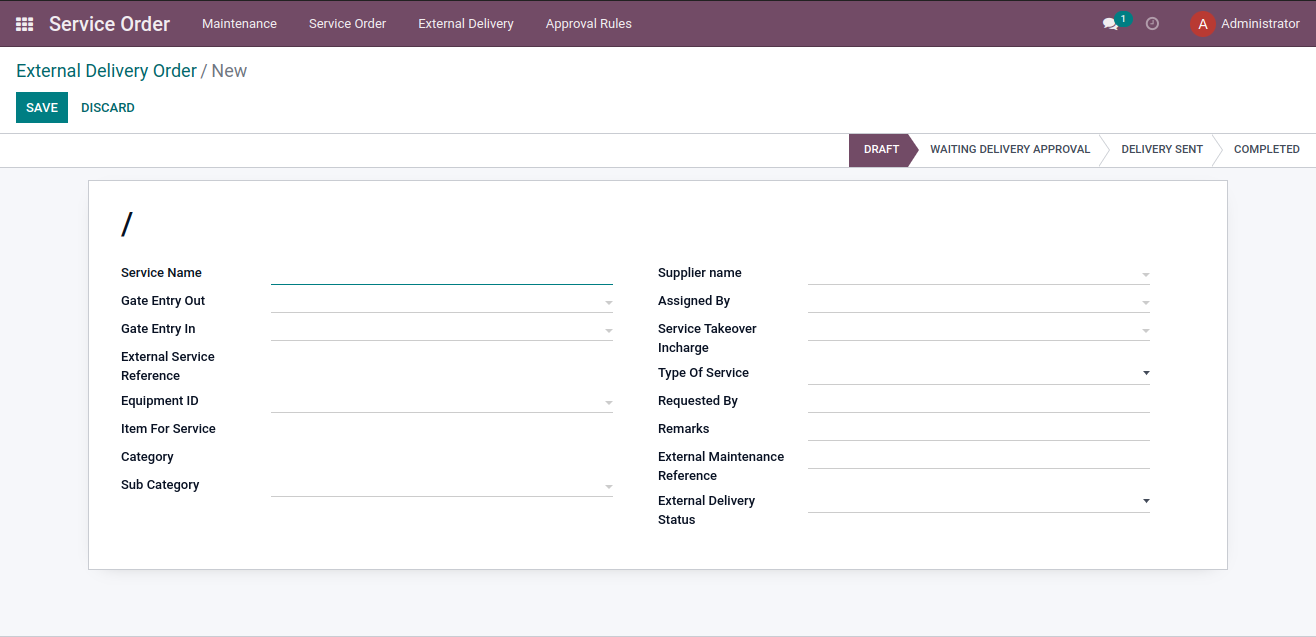 Service Order
Maintenance
Service Order
External Delivery
Approval Rules
1
A
Administrator
External Delivery Order / New
SAVE
DISCARD
DRAFT
WAITING DELIVERY APPROVAL
DELIVERY SENT
COMPLETED
/
Service Name
Gate Entry Out
Gate Entry In
External Service
Reference
Equipment ID
Item For Service
Category
Sub Category
Supplier name
Assigned By
Service Takeover
Incharge
Type Of Service
Requested By
Remarks
External Maintenance
Reference
External Delivery
Status